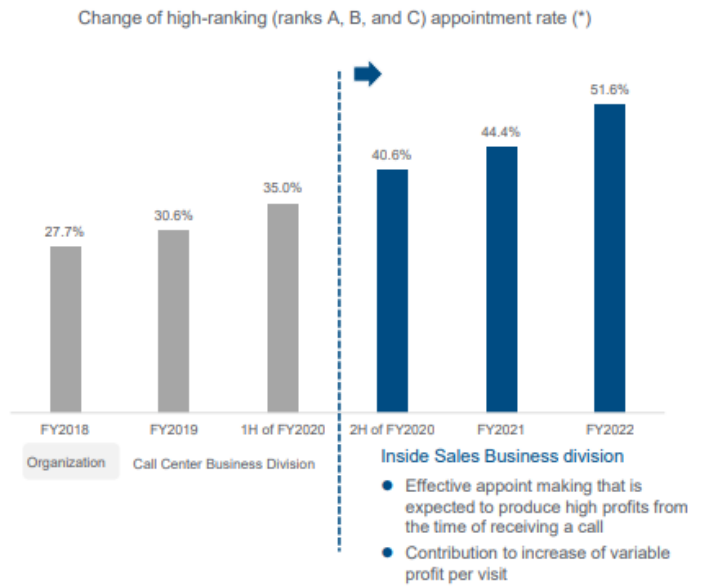 Change of high-ranking (ranks A, B, and C) appointment rate (*)
51.6%
44.4%
40.6%
35.0%
30.6%
27.7%
FY2018 FY2019 1H of FY2020 2H of FY2020 FY2021 FY2022
Organization Call Center Business Division
Inside Sales Business division
● Effective appoint making that is
expected to produce high profits from
the time of receiving a call
● Contribution to increase of variable
profit per visit